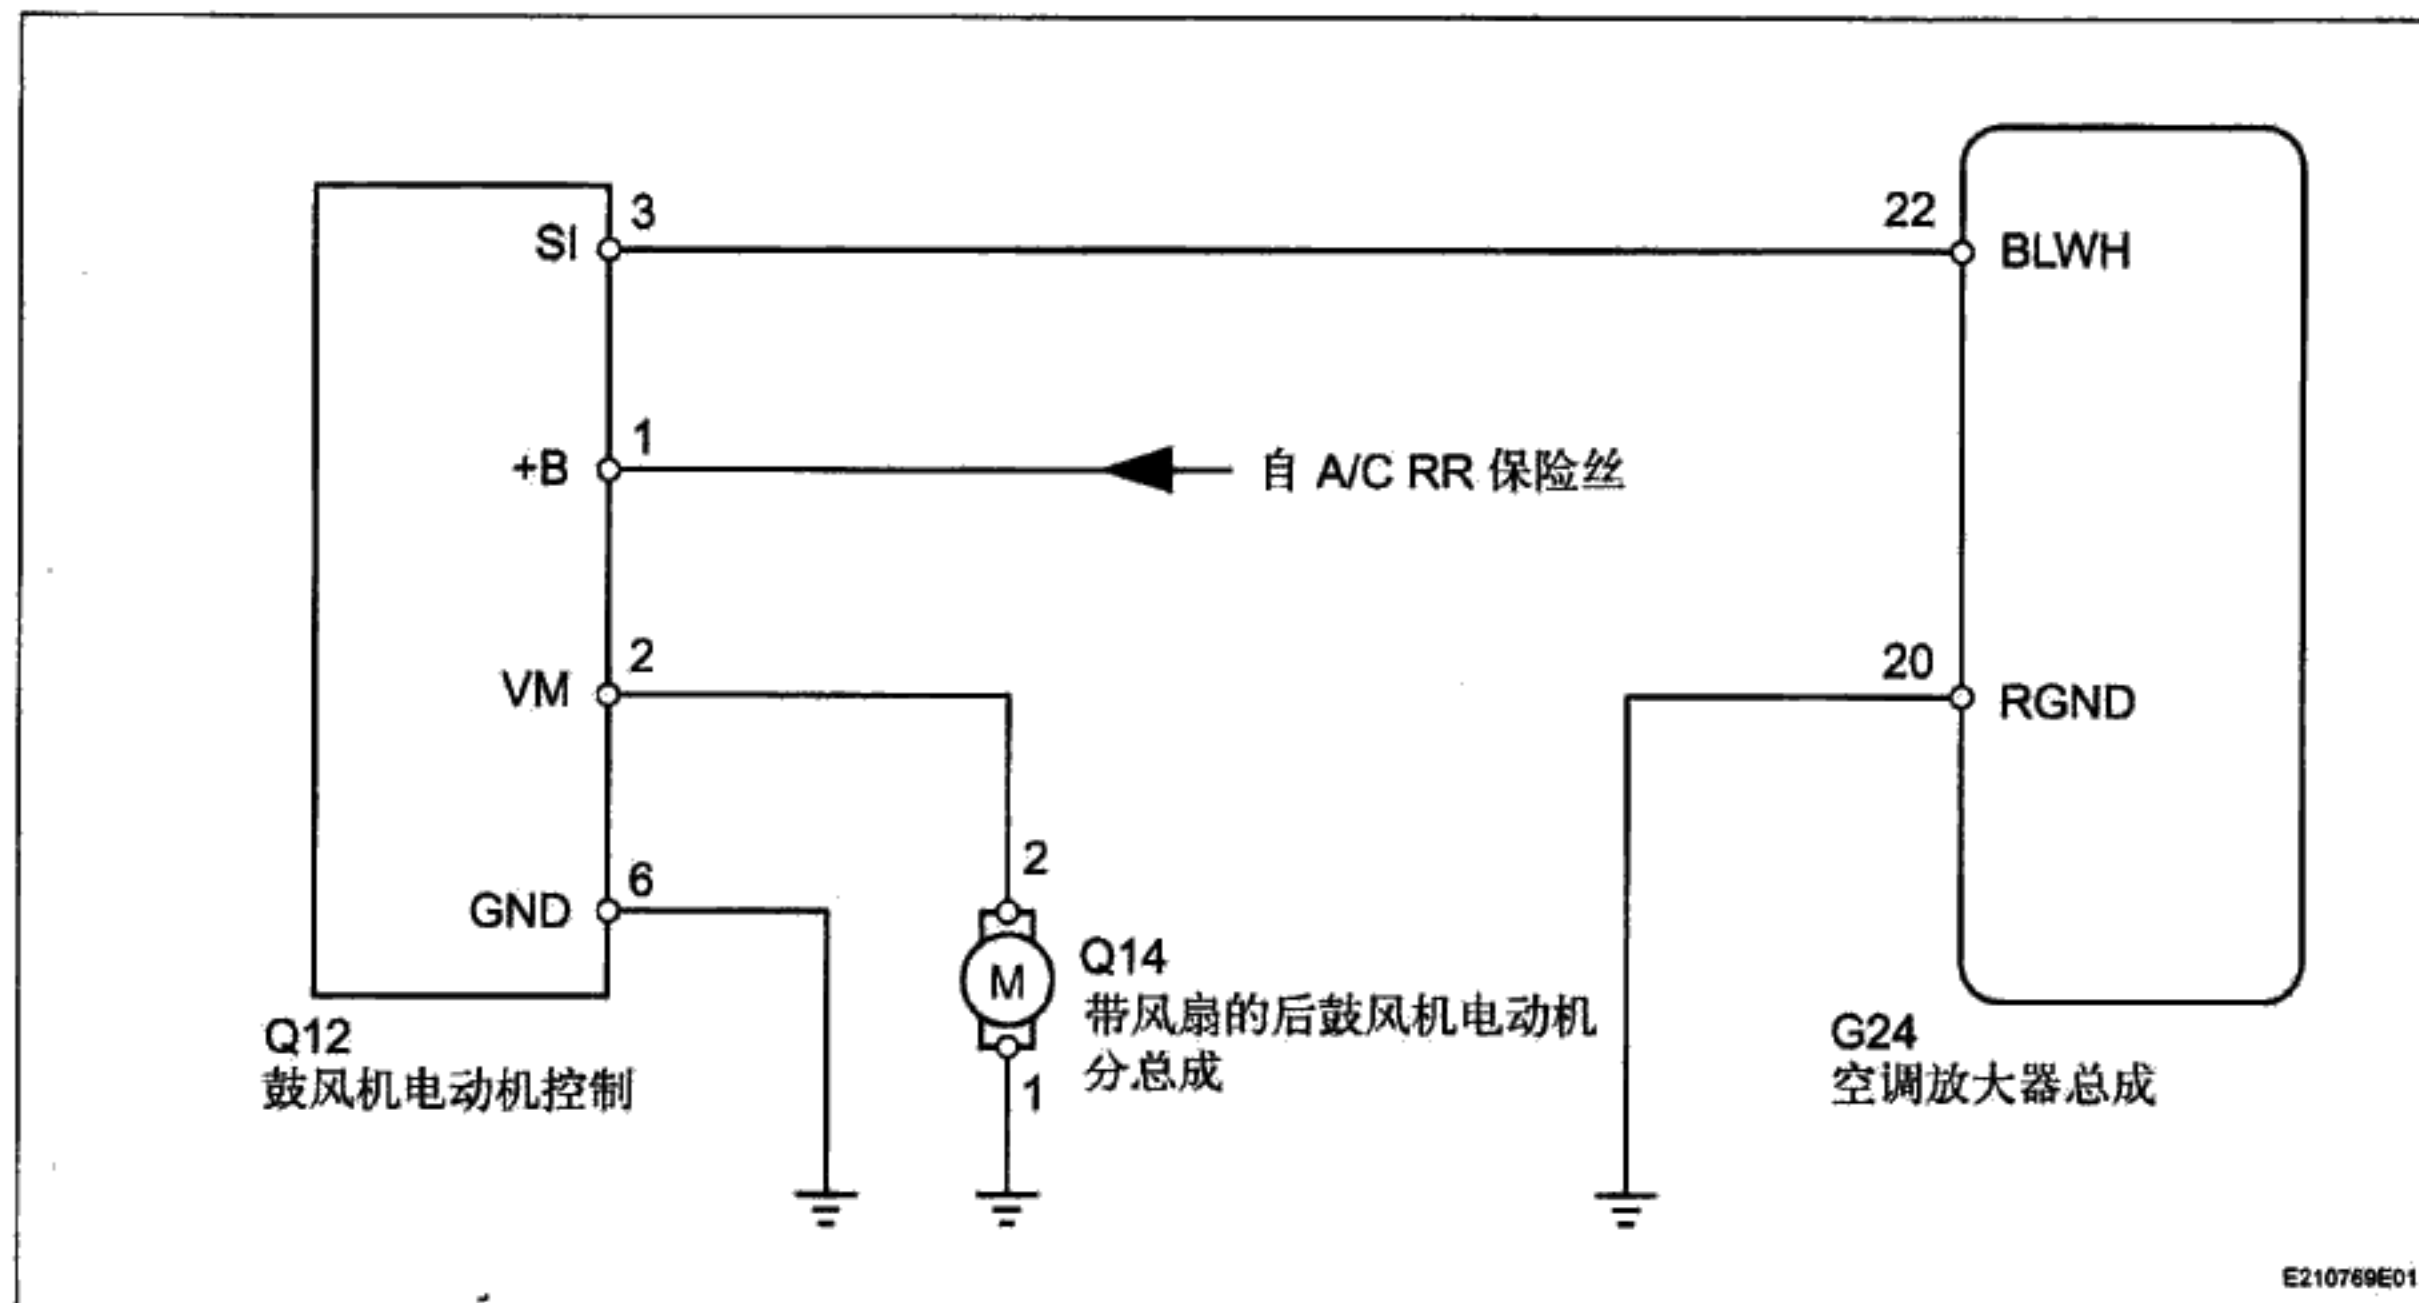 3
SI
22
BLWH
1
+B
自 A/C RR 保险丝
2
VM
20
RGND
6
GND
2
M
1
Q14
带风扇的后鼓风机电动机
分总成
Q12
鼓风机电动机控制
G24
空调放大器总成
E210769E01